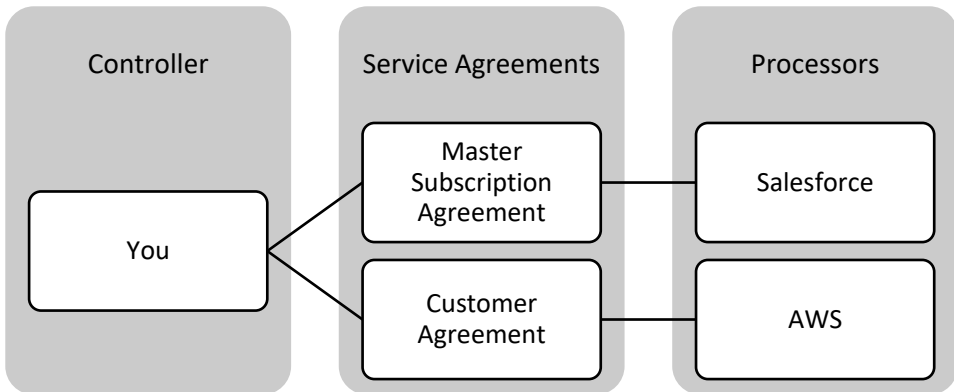 Controller
Service Agreements
Processors
You
Master
Subscription
Agreement
Salesforce
Customer
Agreement
AWS